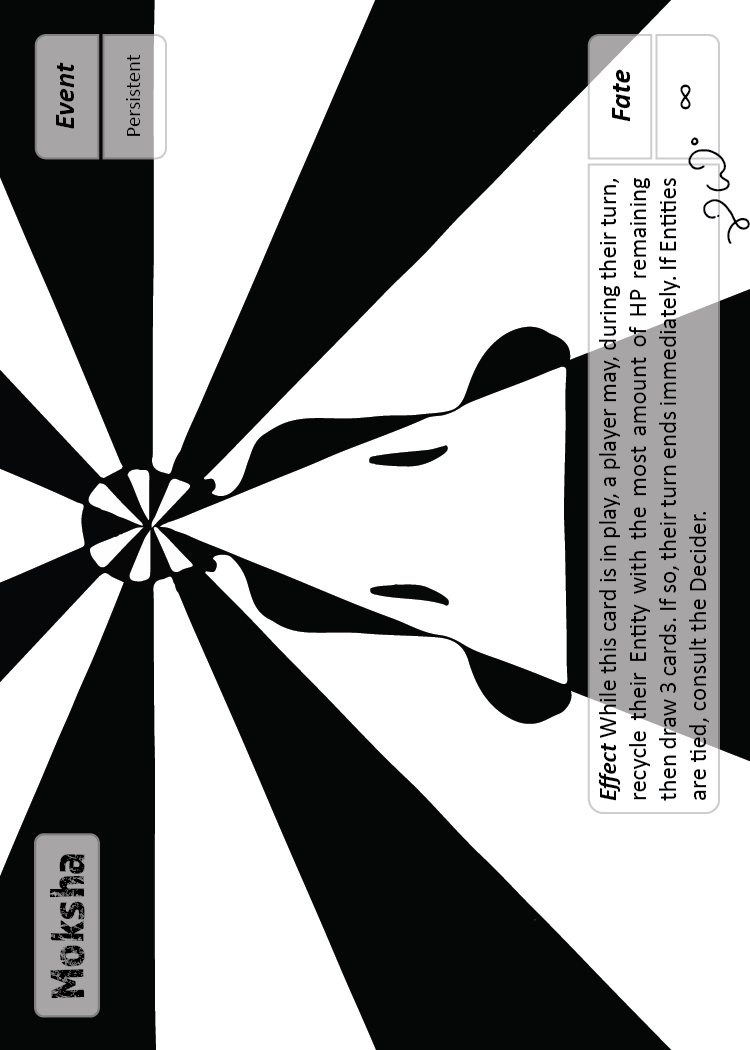 Moksha
Event
Persistent
Effect While this card is in play, a player may, during their turn,
recycle their Entity with the most amount of HP remaining
then draw 3 cards. If so, their turn ends immediately. If Entities
are tied, consult the Decider.
Fate
∞